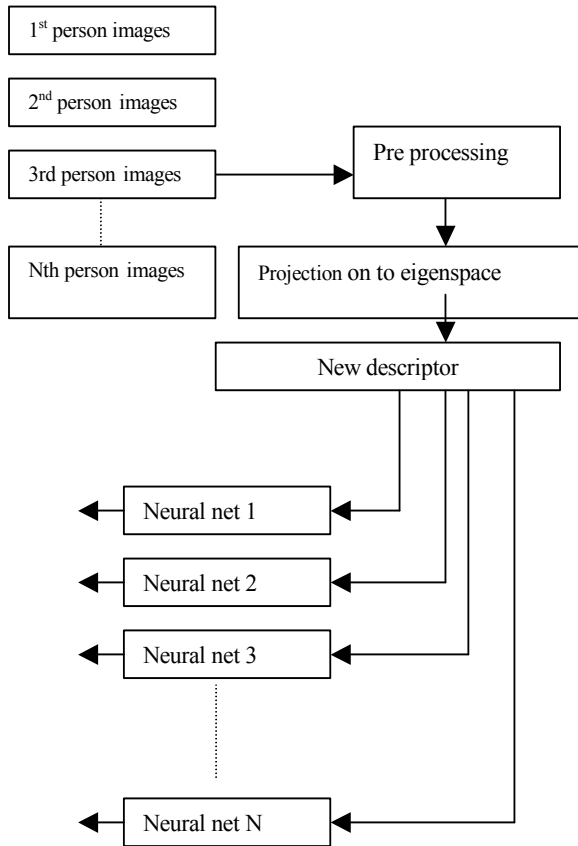 1st person images
2nd person images
3rd person images
Pre processing
Nth person images
Projection on to eigenspace
New descriptor
Neural net 1
Neural net 2
Neural net 3
Neural net N